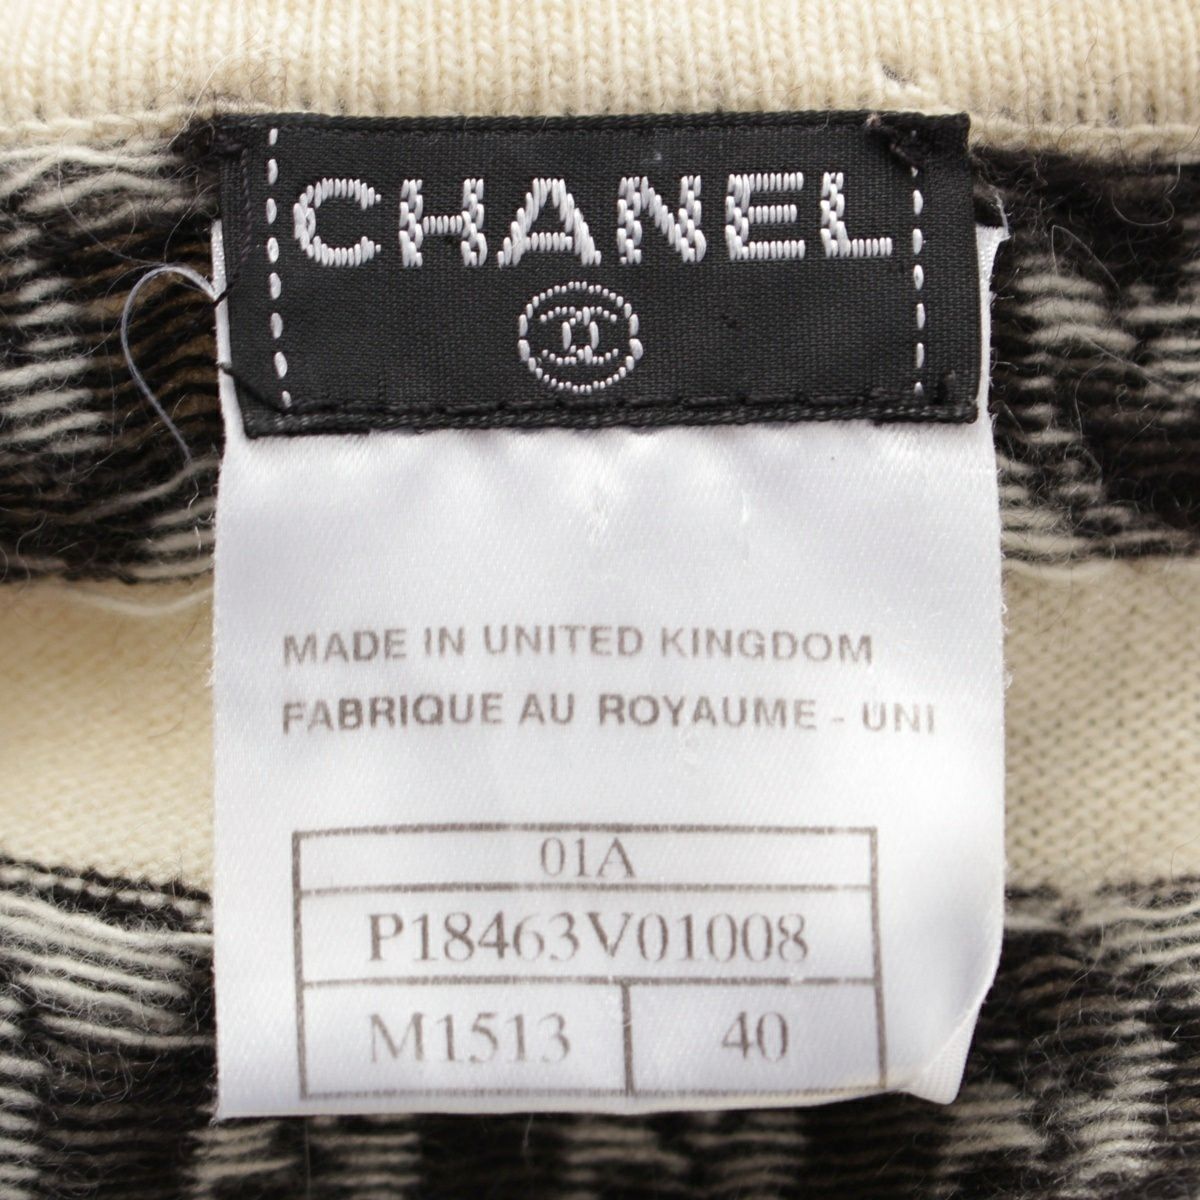 CHANEL
MADE IN UNITED KINGDOM
FABRIQUE AU ROYAUME - UNI
01A
P18463V01008
M1513 40